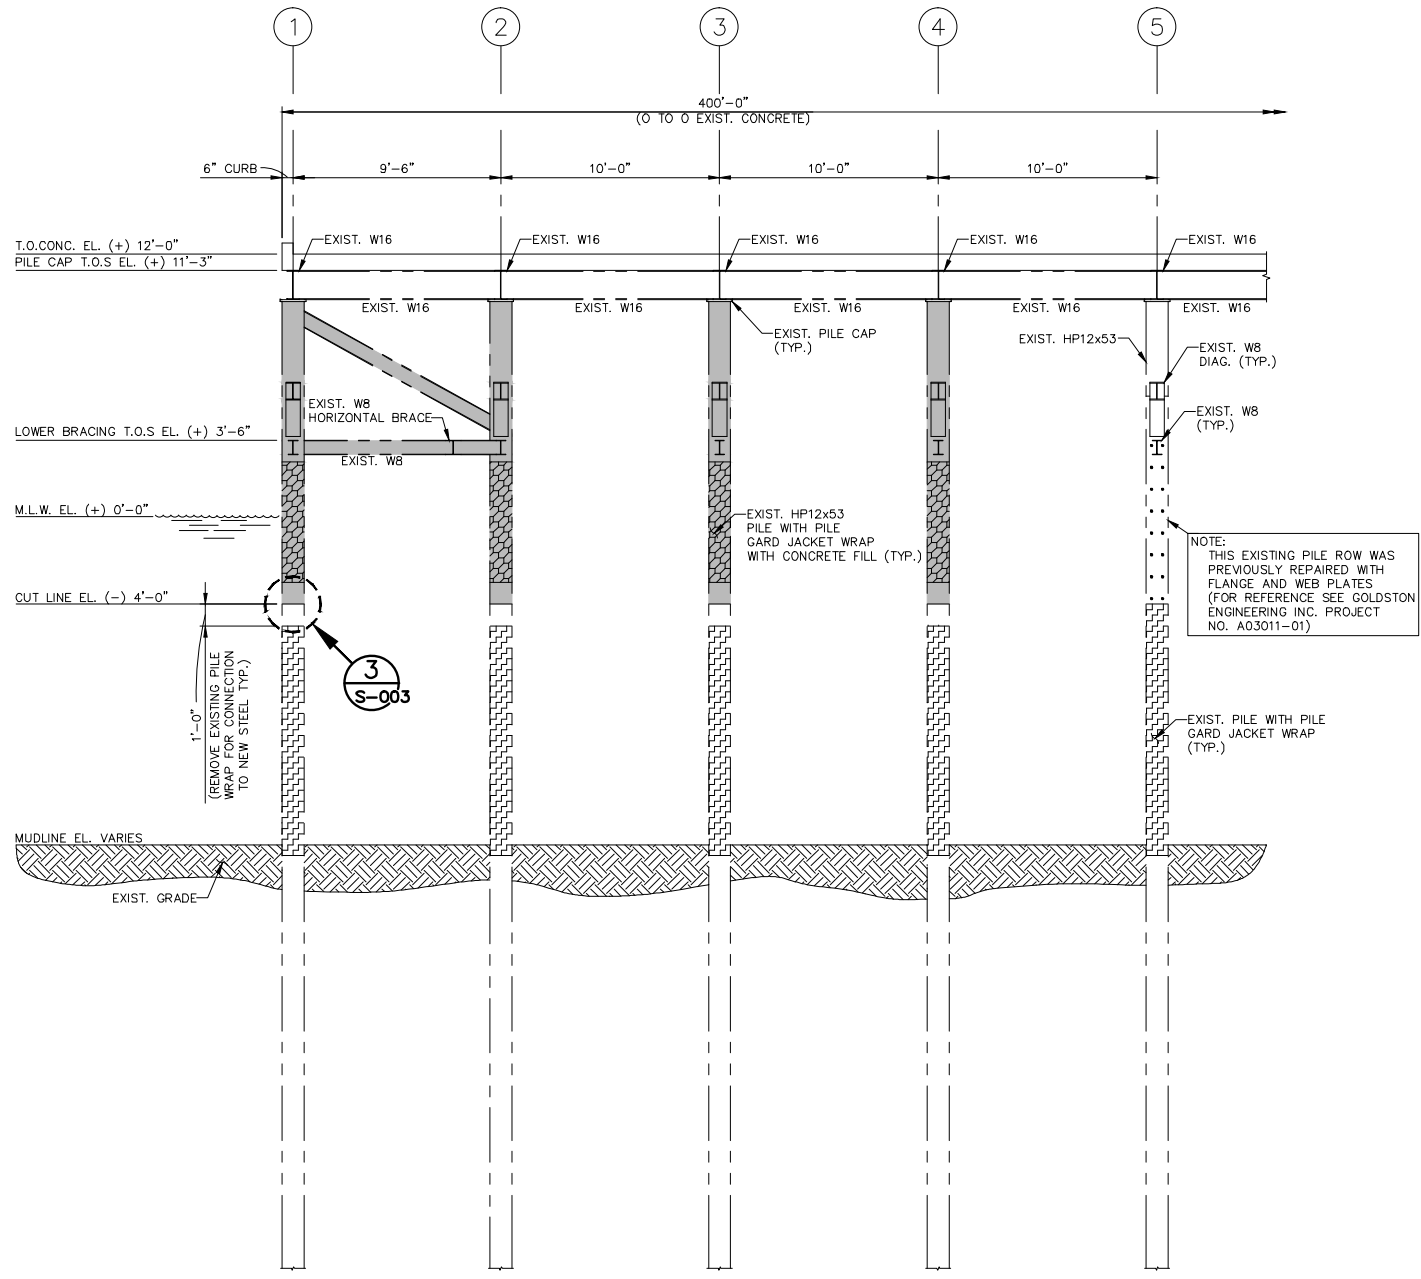 1
2
3
4
5
400'-0"
(O TO O EXIST. CONCRETE)
6" CURB
9'-6"
10'-0"
10'-0"
10'-0"
T.O.CONC. EL. (+) 12'-0"
PILE CAP T.O.S EL. (+) 11'-3"
EXIST. W16
EXIST. W16
EXIST. W16
EXIST. W16
EXIST. W16
EXIST. W16
EXIST. W16
EXIST. W16
EXIST. W16
EXIST. W16
EXIST. PILE CAP
(TYP.)
EXIST. HP12x53
EXIST. W8
DIAG. (TYP.)
EXIST. W8
HORIZONTAL BRACE
EXIST. W8
(TYP.)
LOWER BRACING T.O.S EL. (+) 3'-6"
EXIST. W8
M.L.W. EL. (+) 0'-0"
EXIST. HP12x53
PILE WITH PILE
GARD JACKET WRAP
WITH CONCRETE FILL (TYP.)
NOTE:
THIS EXISTING PILE ROW WAS
PREVIOUSLY REPAIRED WITH
FLANGE AND WEB PLATES
(FOR REFERENCE SEE GOLDSTON
ENGINEERING INC. PROJECT
NO. A03011-01)
CUT LINE EL. (-) 4'-0"
1'-0"
(REMOVE EXISTING PILE
WRAP FOR CONNECTION
TO NEW STEEL TYP.)
3
S-003
EXIST. PILE WITH PILE
GARD JACKET WRAP
(TYP.)
MUDLINE EL. VARIES
EXIST. GRADE